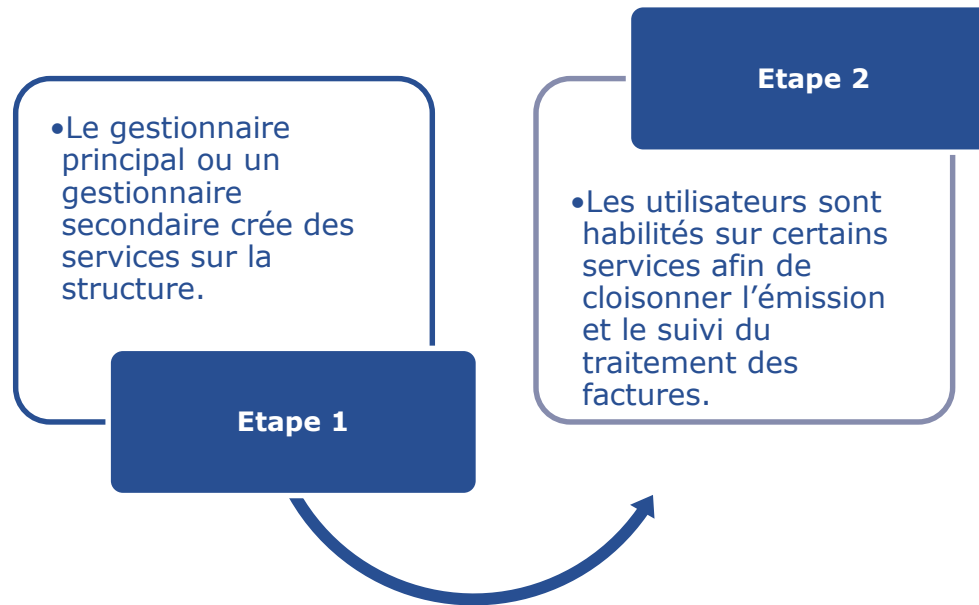 •Le gestionnaire
principal ou un
gestionnaire
secondaire crée des
services sur la
structure.
Etape 1
Etape 2
•Les utilisateurs sont
habilités sur certains
services afin de
cloisonner l’émission
et le suivi du
traitement des
factures.